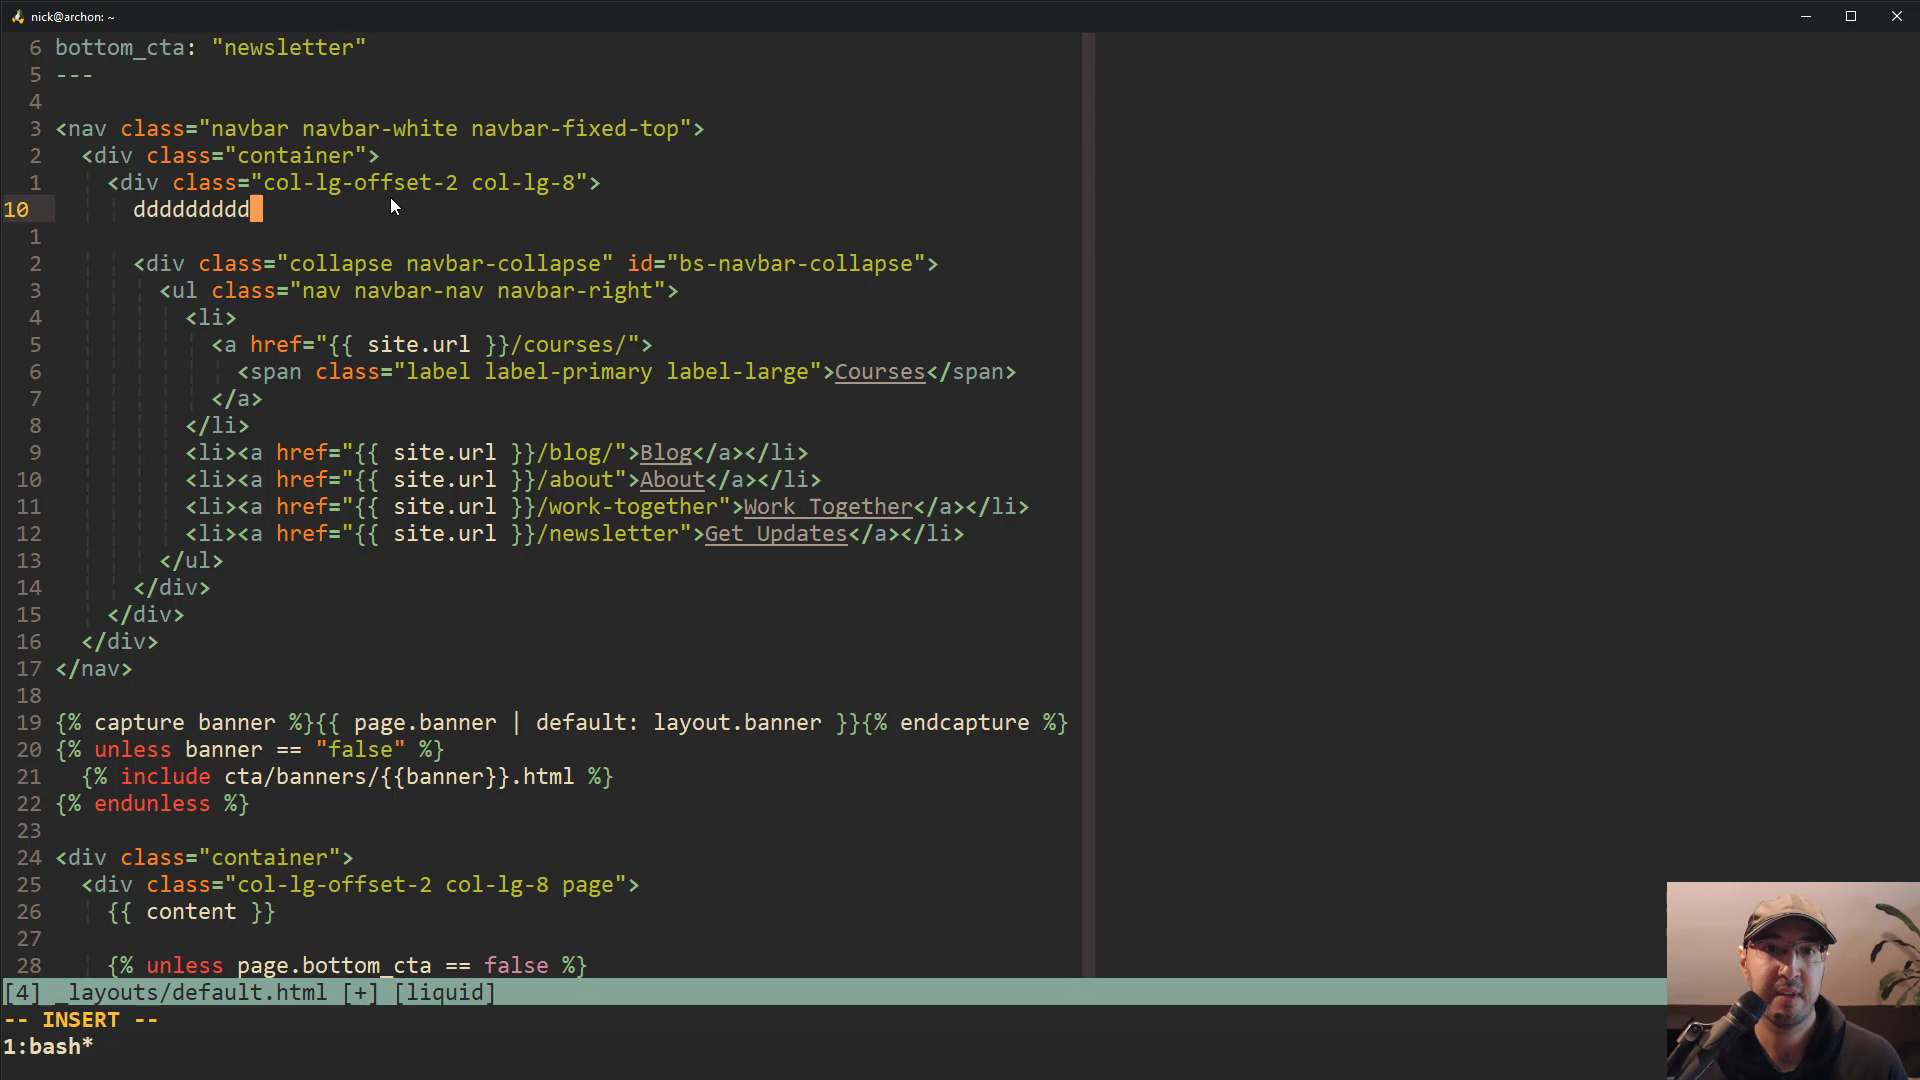 nick@archon: ~
6 bottom_cta: "newsletter"
5 ---
4
3 <nav class="navbar navbar-white navbar-fixed-top">
2 <div class="container">
1 <div class="col-lg-offset-2 col-lg-8">
10 ddddddddd
1
2 <div class="collapse navbar-collapse" id="bs-navbar-collapse">
3 <ul class="nav navbar-nav navbar-right">
4 <li>
5 <a href="{{ site.url }}/courses/">
6 <span class="label label-primary label-large">Courses</span>
7 </a>
8 </li>
9 <li><a href="{{ site.url }}/blog/">Blog</a></li>
10 <li><a href="{{ site.url }}/about">About</a></li>
11 <li><a href="{{ site.url }}/work-together">Work Together</a></li>
12 <li><a href="{{ site.url }}/newsletter">Get Updates</a></li>
13 </ul>
14 </div>
15 </div>
16 </div>
17 </nav>
18
19 {% capture banner %}{{ page.banner | default: layout.banner }}{% endcapture %}
20 {% unless banner == "false" %}
21 {% include cta/banners/{{banner}}.html %}
22 {% endunless %}
23
24 <div class="container">
25 <div class="col-lg-offset-2 col-lg-8 page">
26 {{ content }}
27
28 {% unless page.bottom_cta == false %}
[4] _layouts/default.html [+] [liquid]
-- INSERT --
1:bash*